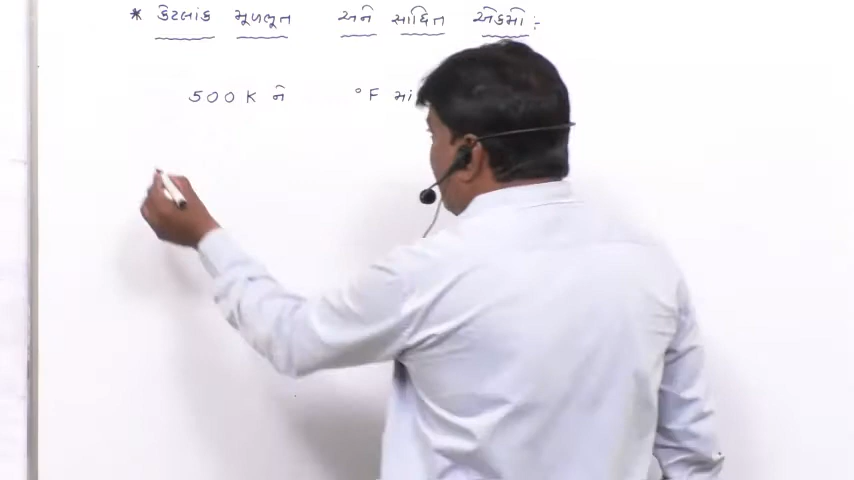 * કેટલાંક મૂળભૂત અને સાધિત એકમો :-
500 K ને °F માં